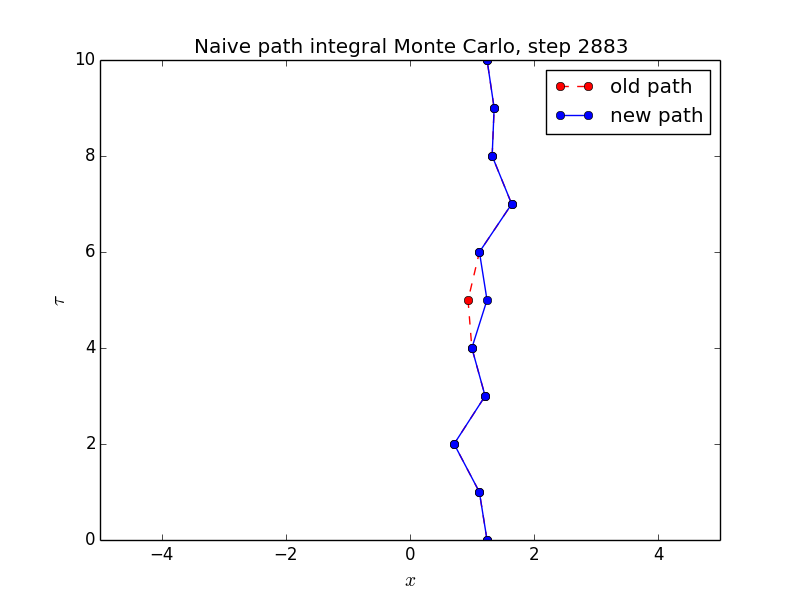 Naive path integral Monte Carlo, step 2883
old path
new path
10
8
6
4
2
0
τ
−4 −2 0 2 4
x